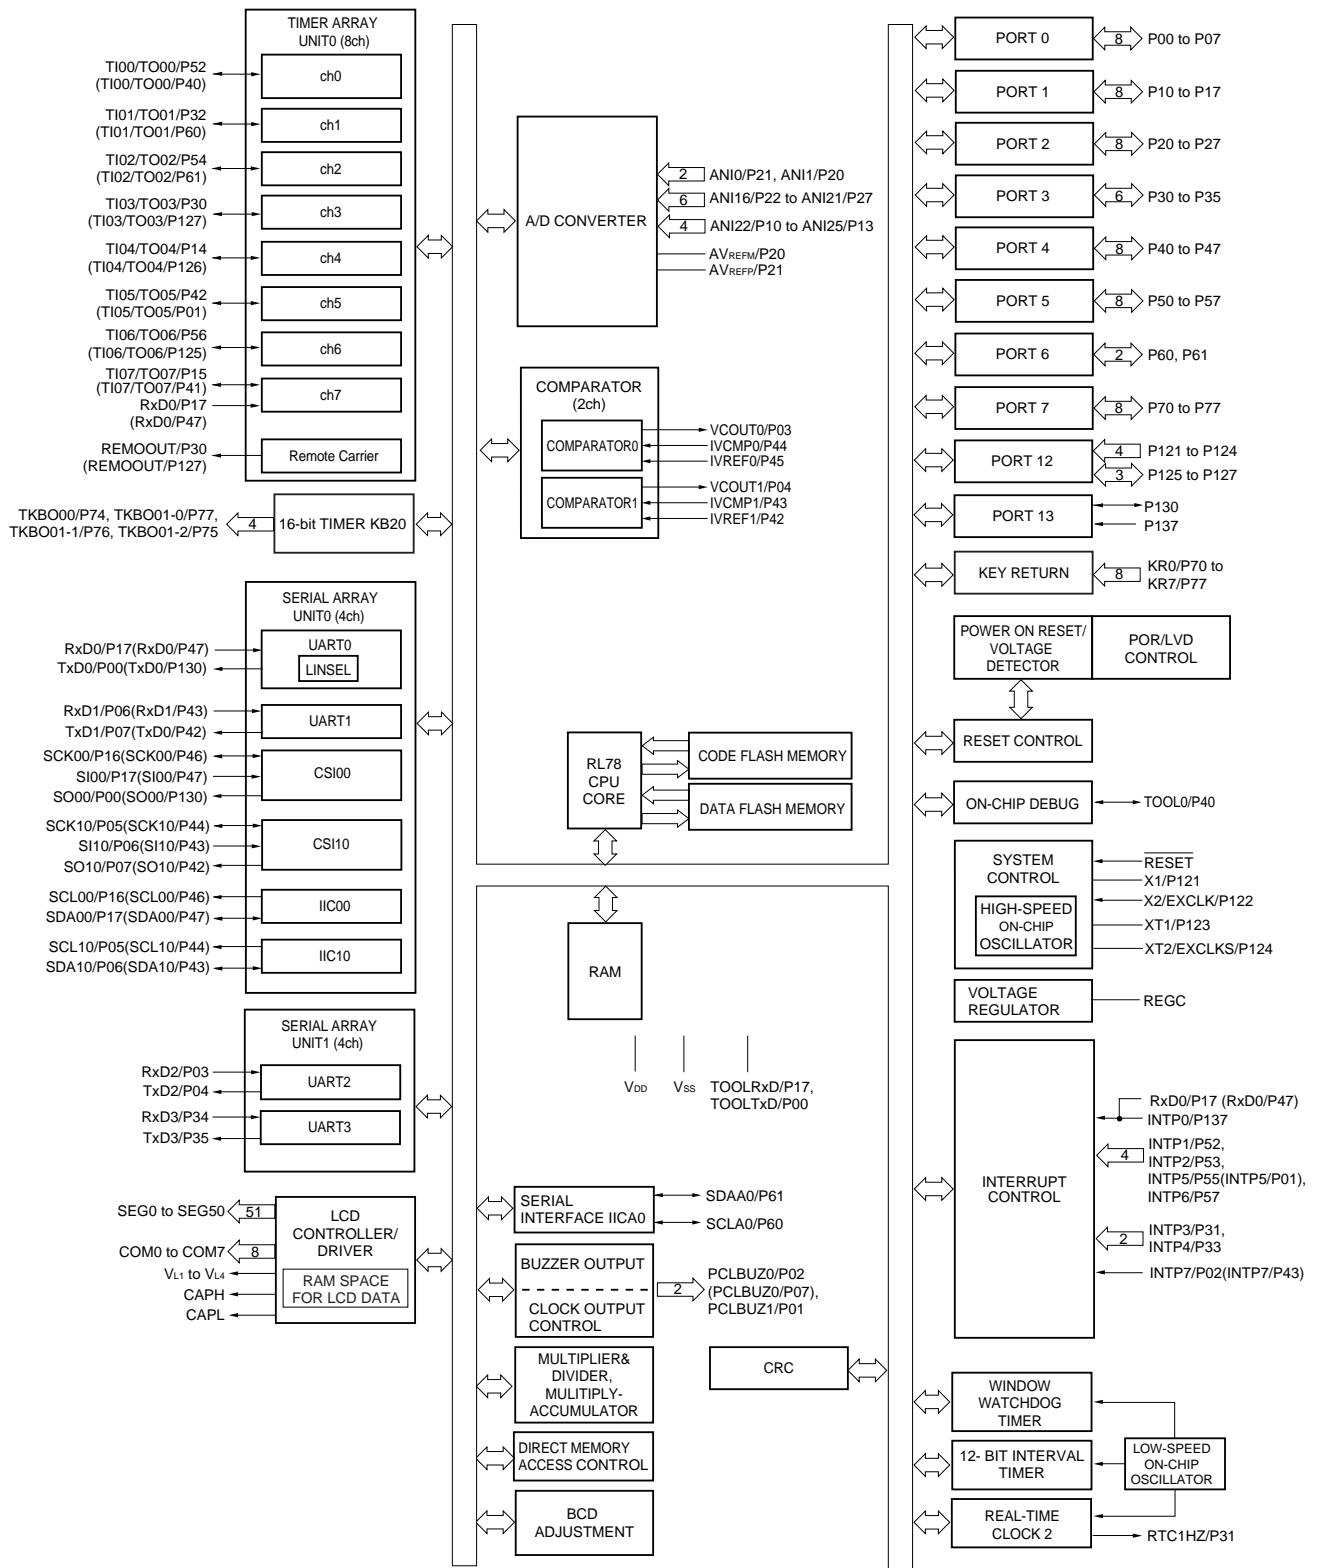 TIMER ARRAY
UNIT0 (8ch)
TI00/TO00/P52
(TI00/TO00/P40)
ch0
TI01/TO01/P32
(TI01/TO01/P60)
ch1
TI02/TO02/P54
(TI02/TO02/P61)
ch2
TI03/TO03/P30
(TI03/TO03/P127)
ch3
TI04/TO04/P14
(TI04/TO04/P126)
ch4
TI05/TO05/P42
(TI05/TO05/P01)
ch5
TI06/TO06/P56
(TI06/TO06/P125)
ch6
TI07/TO07/P15
(TI07/TO07/P41)
RxD0/P17
(RxD0/P47)
ch7
REMOOUT/P30
(REMOOUT/P127)
Remote Carrier
TKBO00/P74, TKBO01-0/P77,
TKBO01-1/P76, TKBO01-2/P75
4
16-bit TIMER KB20
SERIAL ARRAY
UNIT0 (4ch)
RxD0/P17(RxD0/P47)
TxD0/P00(TxD0/P130)
UART0
LINSEL
RxD1/P06(RxD1/P43)
TxD1/P07(TxD0/P42)
UART1
SCK00/P16(SCK00/P46)
SI00/P17(SI00/P47)
SO00/P00(SO00/P130)
CSI00
SCK10/P05(SCK10/P44)
SI10/P06(SI10/P43)
SO10/P07(SO10/P42)
CSI10
SCL00/P16(SCL00/P46)
SDA00/P17(SDA00/P47)
IIC00
SCL10/P05(SCL10/P44)
SDA10/P06(SDA10/P43)
IIC10
SERIAL ARRAY
UNIT1 (4ch)
RxD2/P03
TxD2/P04
UART2
RxD3/P34
TxD3/P35
UART3
SEG0 to SEG50
51
COM0 to COM7
8
VL1 to VL4
CAPH
CAPL
LCD
CONTROLLER/
DRIVER
RAM SPACE
FOR LCD DATA
A/D CONVERTER
2
ANI0/P21, ANI1/P20
6
ANI16/P22 to ANI21/P27
4
ANI22/P10 to ANI25/P13
AVREFM/P20
AVREFP/P21
COMPARATOR
(2ch)
COMPARATOR0
VCOUT0/P03
IVCMP0/P44
IVREF0/P45
COMPARATOR1
VCOUT1/P04
IVCMP1/P43
IVREF1/P42
RL78
CPU
CORE
CODE FLASH MEMORY
DATA FLASH MEMORY
RAM
VDD
VSS
TOOLRxD/P17,
TOOLTxD/P00
SERIAL
INTERFACE IICA0
SDAA0/P61
SCLA0/P60
BUZZER OUTPUT
CLOCK OUTPUT
CONTROL
2
PCLBUZ0/P02
(PCLBUZ0/P07),
PCLBUZ1/P01
MULTIPLIER&
DIVIDER,
MULITIPLY-
ACCUMULATOR
DIRECT MEMORY
ACCESS CONTROL
BCD
ADJUSTMENT
CRC
PORT 0
8
P00 to P07
PORT 1
8
P10 to P17
PORT 2
8
P20 to P27
PORT 3
6
P30 to P35
PORT 4
8
P40 to P47
PORT 5
8
P50 to P57
PORT 6
2
P60, P61
PORT 7
8
P70 to P77
PORT 12
4
P121 to P124
3
P125 to P127
PORT 13
P130
P137
KEY RETURN
8
KR0/P70 to
KR7/P77
POWER ON RESET/
VOLTAGE
DETECTOR
POR/LVD
CONTROL
RESET CONTROL
ON-CHIP DEBUG
TOOL0/P40
SYSTEM
CONTROL
HIGH-SPEED
ON-CHIP
OSCILLATOR
RESET
X1/P121
X2/EXCLK/P122
XT1/P123
XT2/EXCLKS/P124
VOLTAGE
REGULATOR
REGC
INTERRUPT
CONTROL
RxD0/P17 (RxD0/P47)
INTP0/P137
4
INTP1/P52,
INTP2/P53,
INTP5/P55(INTP5/P01),
INTP6/P57
2
INTP3/P31,
INTP4/P33
INTP7/P02(INTP7/P43)
WINDOW
WATCHDOG
TIMER
12- BIT INTERVAL
TIMER
LOW-SPEED
ON-CHIP
OSCILLATOR
REAL-TIME
CLOCK 2
RTC1HZ/P31